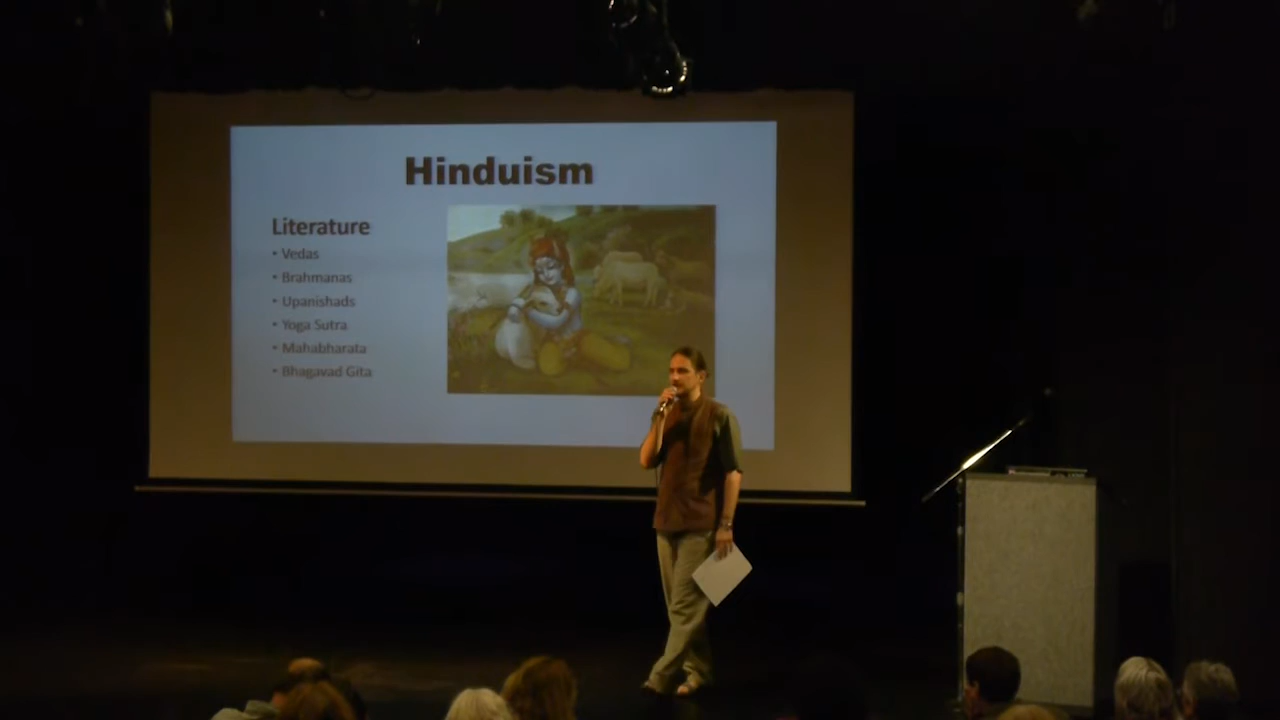 Hinduism
Literature
• Vedas
• Brahmanas
• Upanishads
• Yoga Sutra
• Mahabharata
• Bhagavad Gita